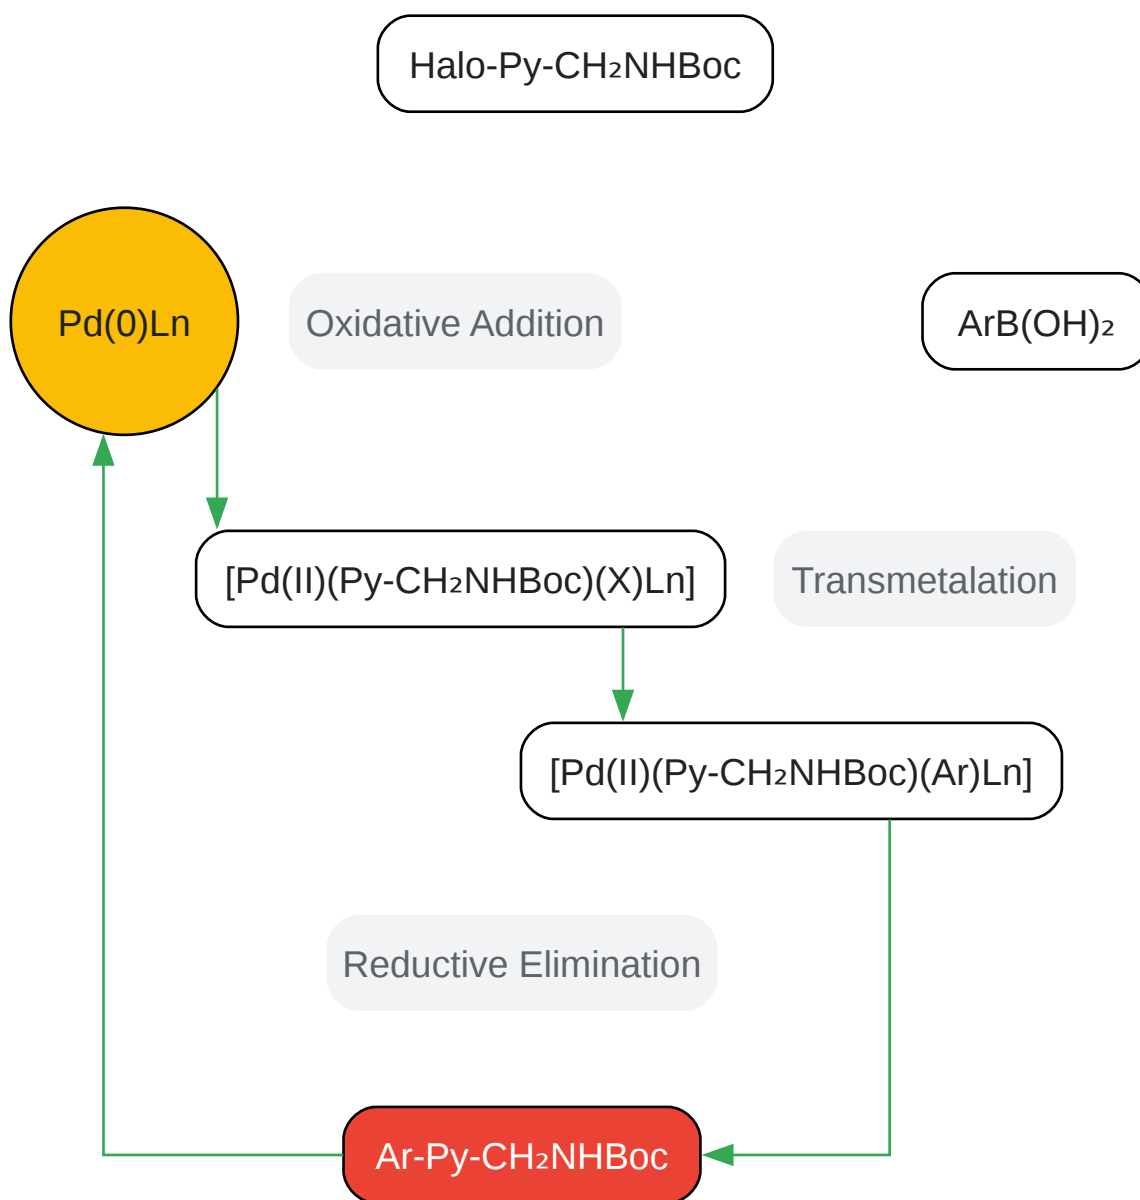 Halo-Py-CH₂NHBoc
Pd(0)Ln
Oxidative Addition
ArB(OH)₂
[Pd(II)(Py-CH₂NHBoc)(X)Ln]
Transmetalation
[Pd(II)(Py-CH₂NHBoc)(Ar)Ln]
Reductive Elimination
Ar-Py-CH₂NHBoc